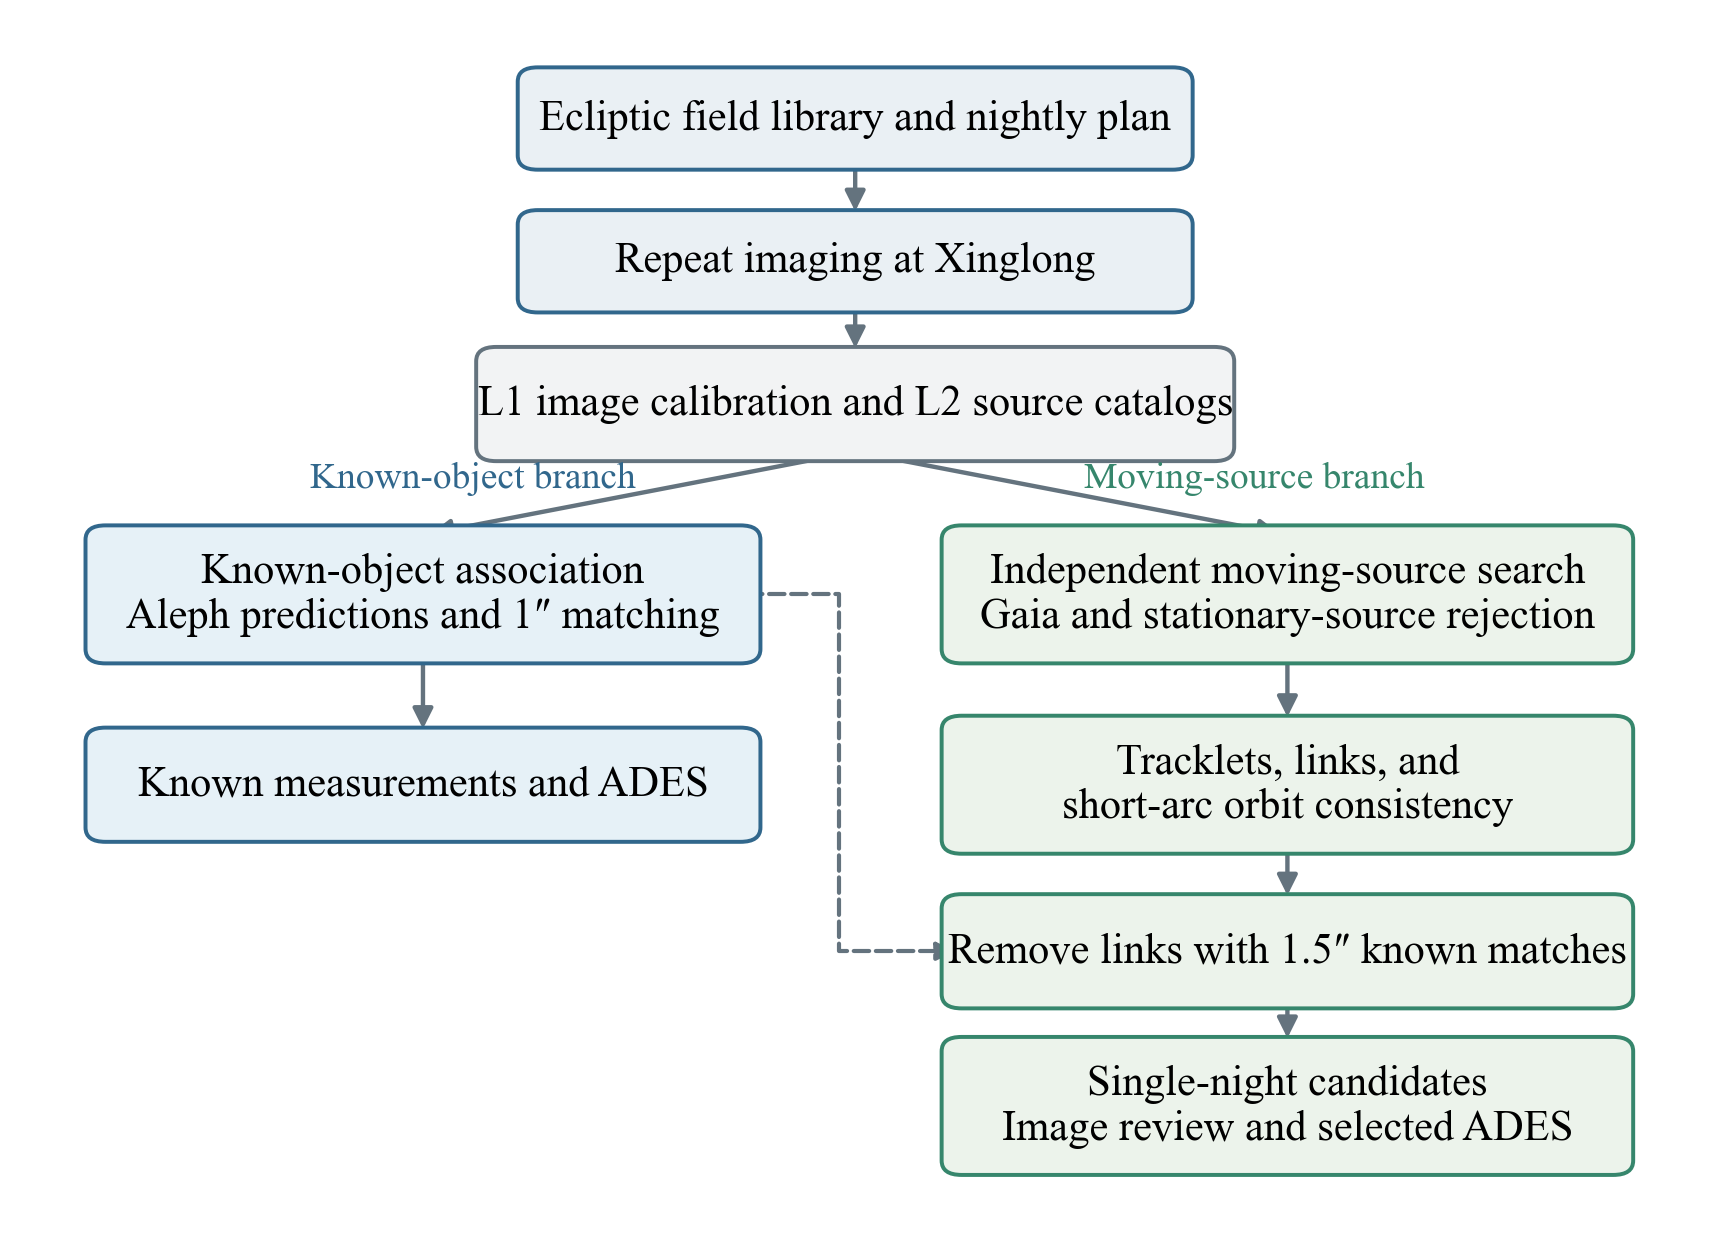 Ecliptic field library and nightly plan
Repeat imaging at Xinglong
L1 image calibration and L2 source catalogs
Known-object branch
Moving-source branch
Known-object association
Aleph predictions and 1″ matching
Known measurements and ADES
Independent moving-source search
Gaia and stationary-source rejection
Tracklets, links, and
short-arc orbit consistency
Remove links with 1.5″ known matches
Single-night candidates
Image review and selected ADES